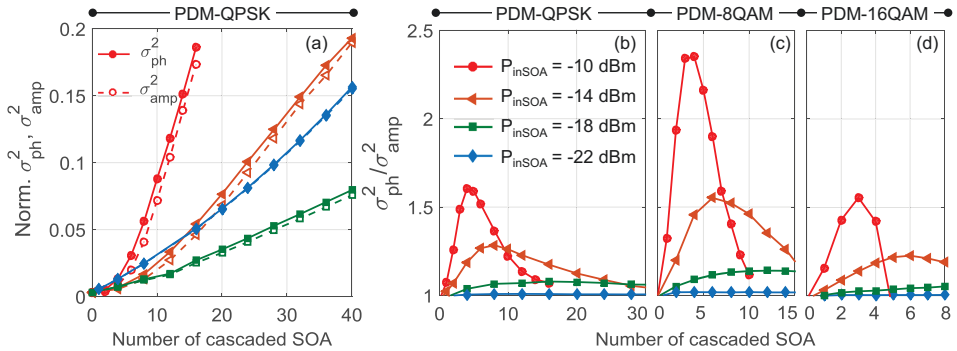 PDM-QPSK
PDM-QPSK
PDM-8QAM
PDM-16QAM
(a)
(b)
(c)
(d)
σ²ph
σ²amp
Norm. σ²ph, σ²amp
0.2
0.15
0.1
0.05
0
0 10 20 30 40
Number of cascaded SOA
σ²ph/σ²amp
2.5
2
1.5
1
PinSOA = -10 dBm
PinSOA = -14 dBm
PinSOA = -18 dBm
PinSOA = -22 dBm
0 10 20 30
0 5 10 15
0 2 4 6 8
Number of cascaded SOA